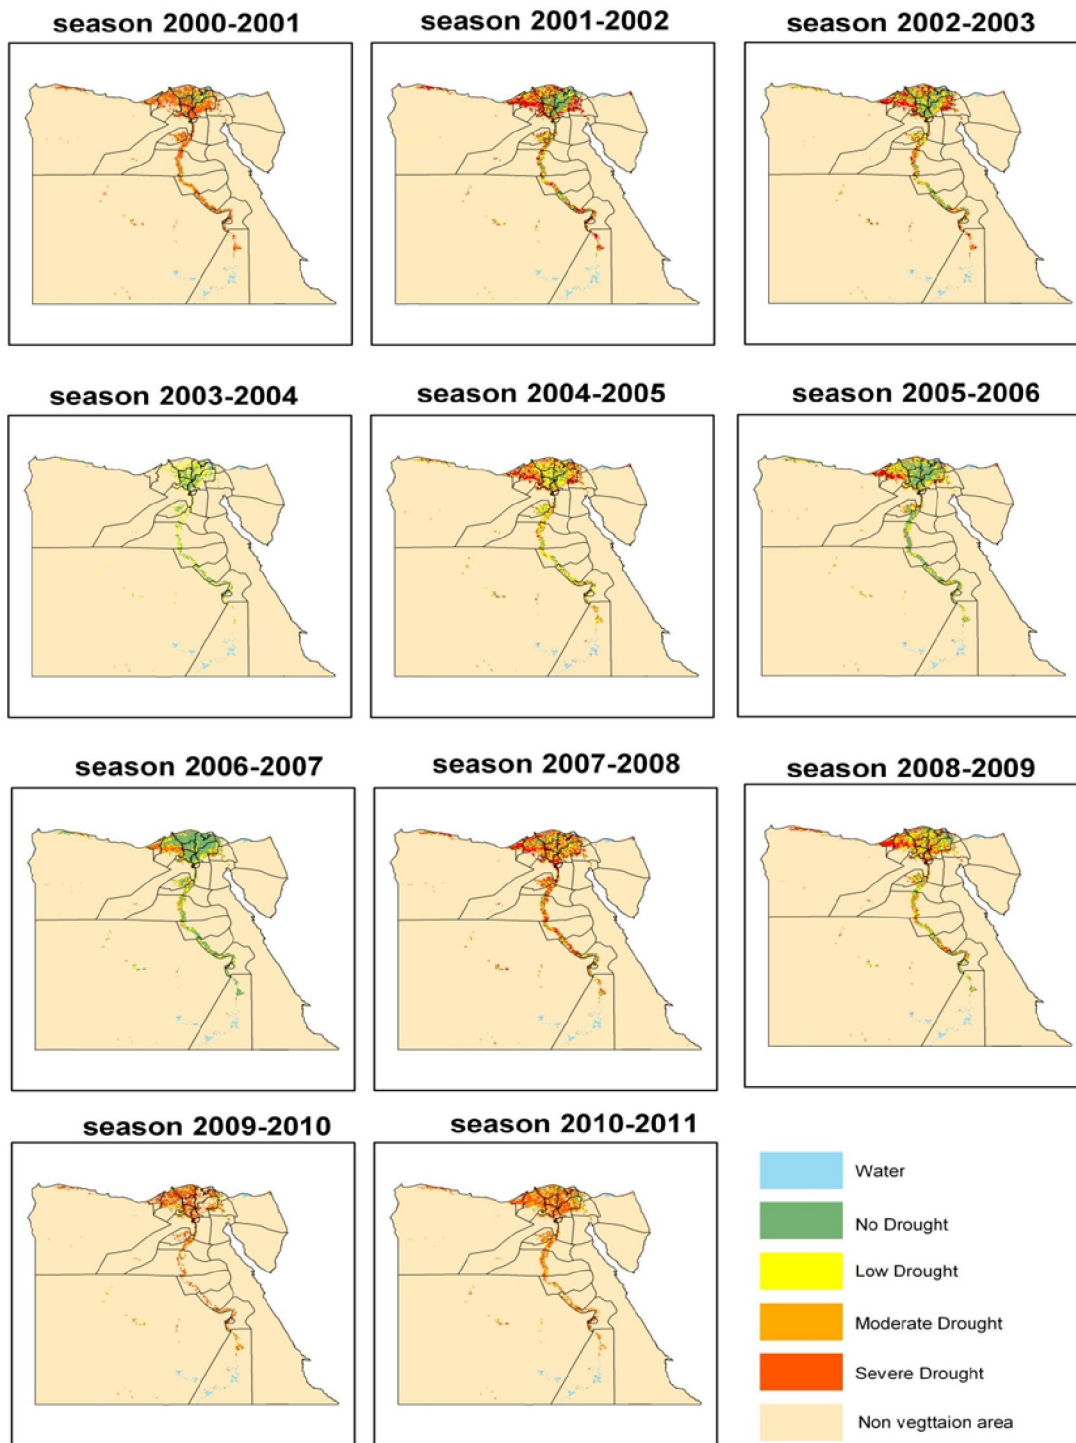 season 2000-2001
season 2001-2002
season 2002-2003
season 2003-2004
season 2004-2005
season 2005-2006
season 2006-2007
season 2007-2008
season 2008-2009
season 2009-2010
season 2010-2011
Water
No Drought
Low Drought
Moderate Drought
Severe Drought
Non vegttaion area